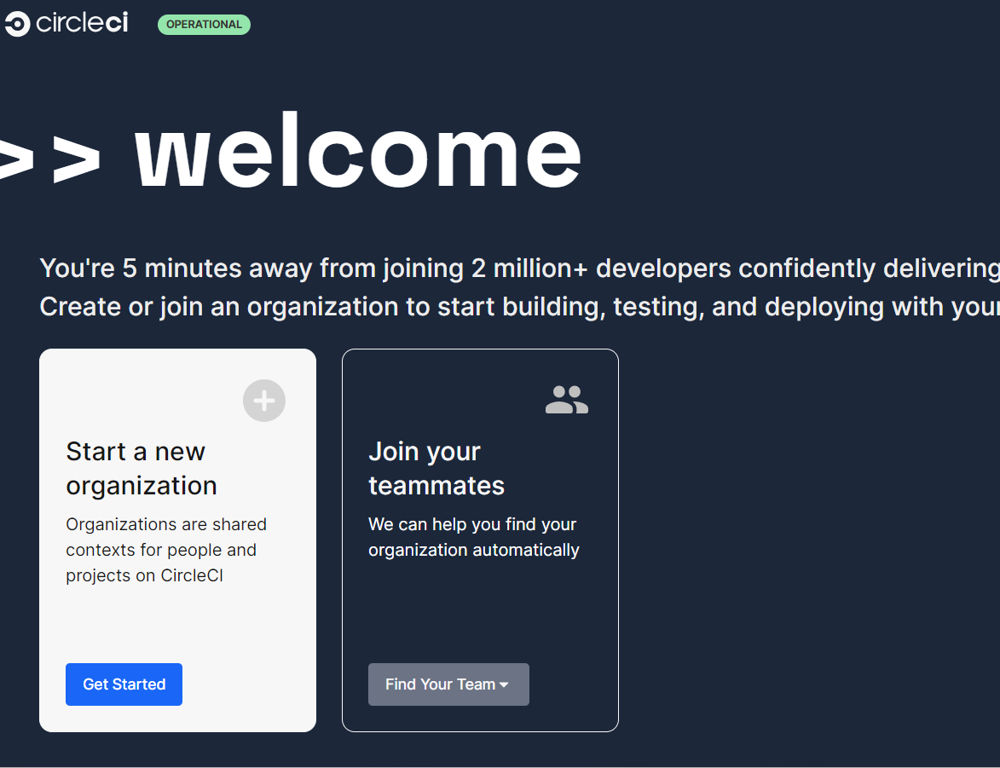 circleci OPERATIONAL
>> welcome
You're 5 minutes away from joining 2 million+ developers confidently delivering
Create or join an organization to start building, testing, and deploying with your
Start a new
organization
Organizations are shared
contexts for people and
projects on CircleCI
Get Started
Join your
teammates
We can help you find your
organization automatically
Find Your Team